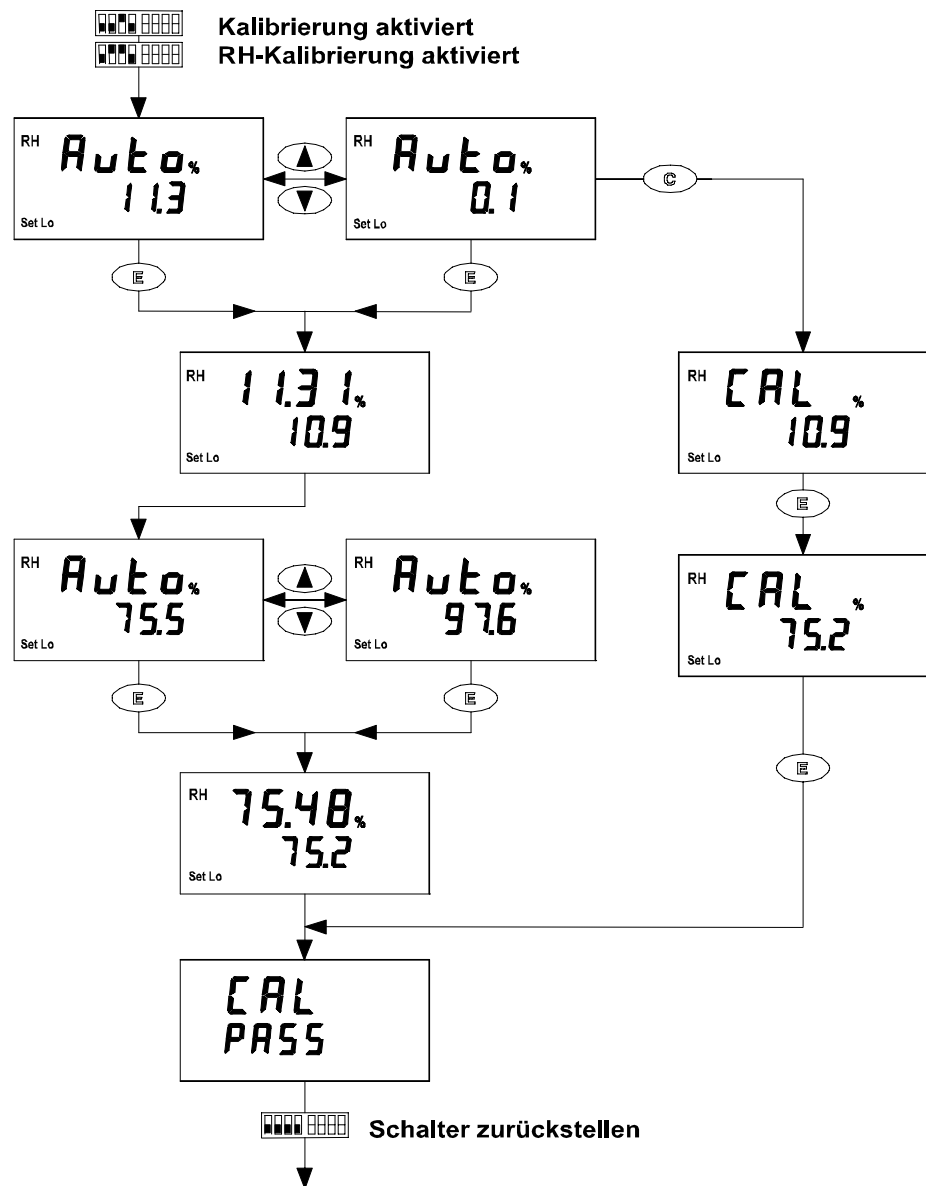 Kalibrierung aktiviert
RH-Kalibrierung aktiviert
RH
Auto%
11.3
Set Lo
RH
Auto%
0.1
Set Lo
C
E
E
RH
11.31%
10.9
Set Lo
RH
CAL %
10.9
Set Lo
E
RH
Auto%
75.5
Set Lo
RH
Auto%
97.6
Set Lo
RH
CAL %
75.2
Set Lo
E
E
E
RH
75.48%
75.2
Set Lo
CAL
PASS
Schalter zurückstellen